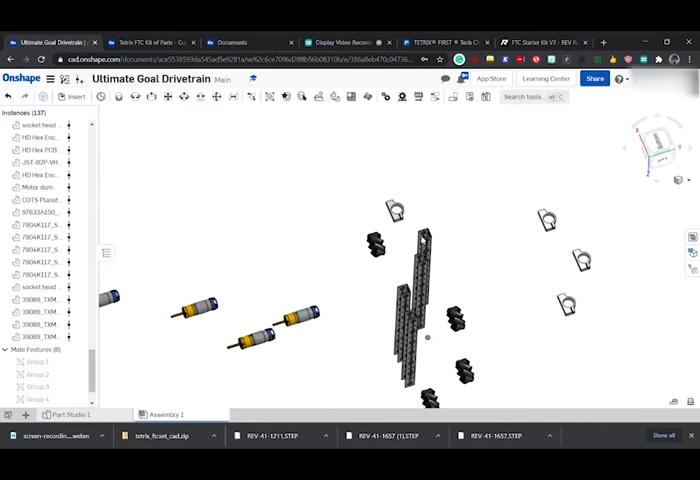 Ultimate Goal Drivetrain
Tetrix FTC Kit of Parts - Co
Documents
Display Video Recor
TETRIX® FIRST® Tech C
FTC Starter Kit V3 - REV R
Onshape
Insert
Ultimate Goal Drivetrain Main
App Store
Learning Center
Share
Search tools...
Instances (137)
socket head ...
HD Hex Enc...
HD Hex PCB...
JST-B2P-VH...
HD Hex Enc...
Motor dum...
COTS Planat...
97633A150_...
7804K117_S...
7804K117_S...
7804K117_S...
7804K117_S...
socket head ...
39089_TXM...
39089_TXM...
39089_TXM...
39089_TXM...
Mate Features (8)
Group 1
Group 2
Group 3
Group 4
X
Y
Z
Part Studio 1
Assembly 1
screen-recording....webm
tetrix_ftcset_cad.zip
REV-41-1211.STEP
REV-41-1657 (1).STEP
REV-41-1657.STEP
Show all